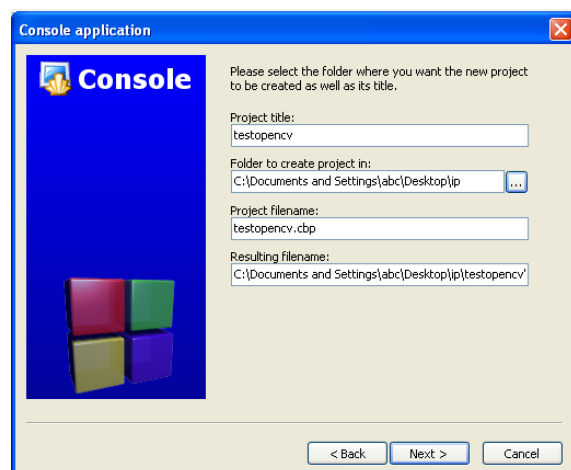 Console application
Console
Please select the folder where you want the new project
to be created as well as its title.
Project title:
testopencv
Folder to create project in:
C:\Documents and Settings\abc\Desktop\ip
...
Project filename:
testopencv.cbp
Resulting filename:
C:\Documents and Settings\abc\Desktop\ip\testopencv\
< Back
Next >
Cancel